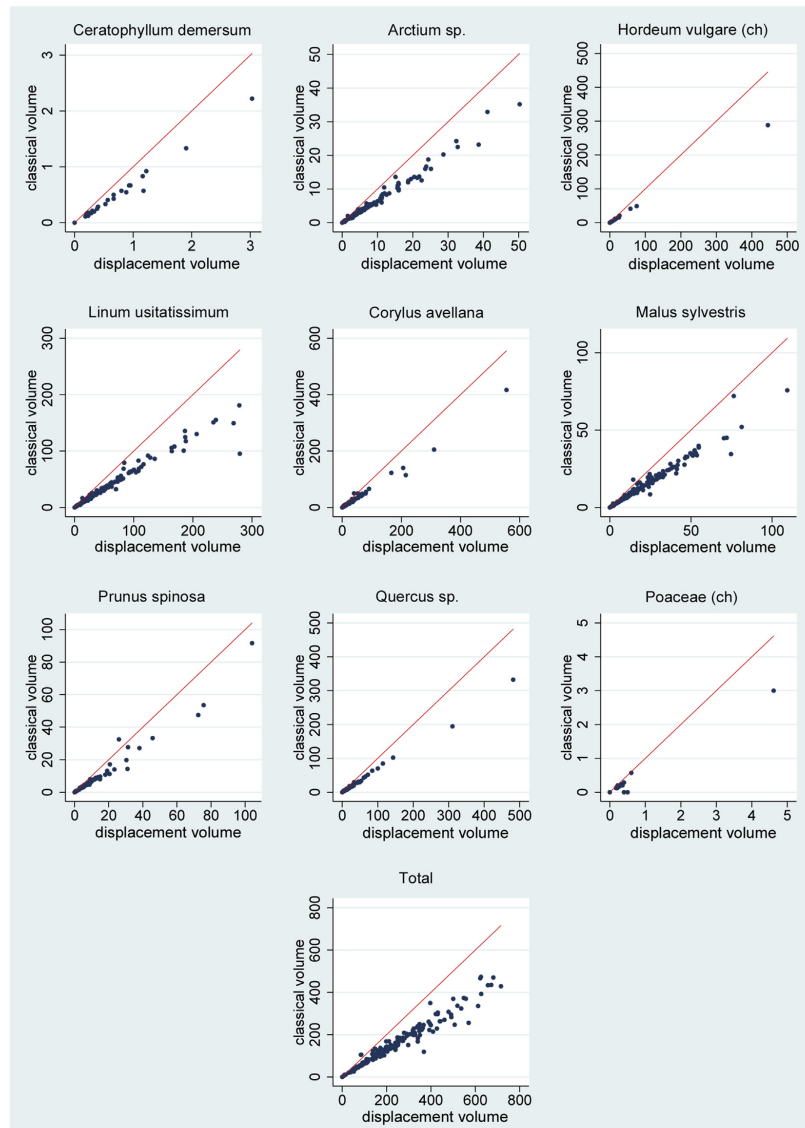 Ceratophyllum demersum
classical volume
3
2
1
0
0 1 2 3
displacement volume
Arctium sp.
classical volume
50
40
30
20
10
0
0 10 20 30 40 50
displacement volume
Hordeum vulgare (ch)
classical volume
500
400
300
200
100
0
0 100 200 300 400 500
displacement volume
Linum usitatissimum
classical volume
300
200
100
0
0 100 200 300
displacement volume
Corylus avellana
classical volume
600
400
200
0
0 200 400 600
displacement volume
Malus sylvestris
classical volume
100
50
0
0 50 100
displacement volume
Prunus spinosa
classical volume
100
80
60
40
20
0
0 20 40 60 80 100
displacement volume
Quercus sp.
classical volume
500
400
300
200
100
0
0 100 200 300 400 500
displacement volume
Poaceae (ch)
classical volume
5
4
3
2
1
0
0 1 2 3 4 5
displacement volume
Total
classical volume
800
600
400
200
0
0 200 400 600 800
displacement volume